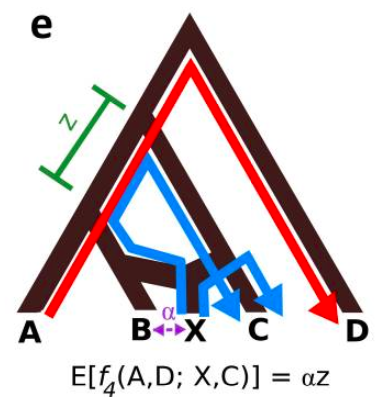 e
z
α
A B X C D
E[f₄(A,D; X,C)] = αz